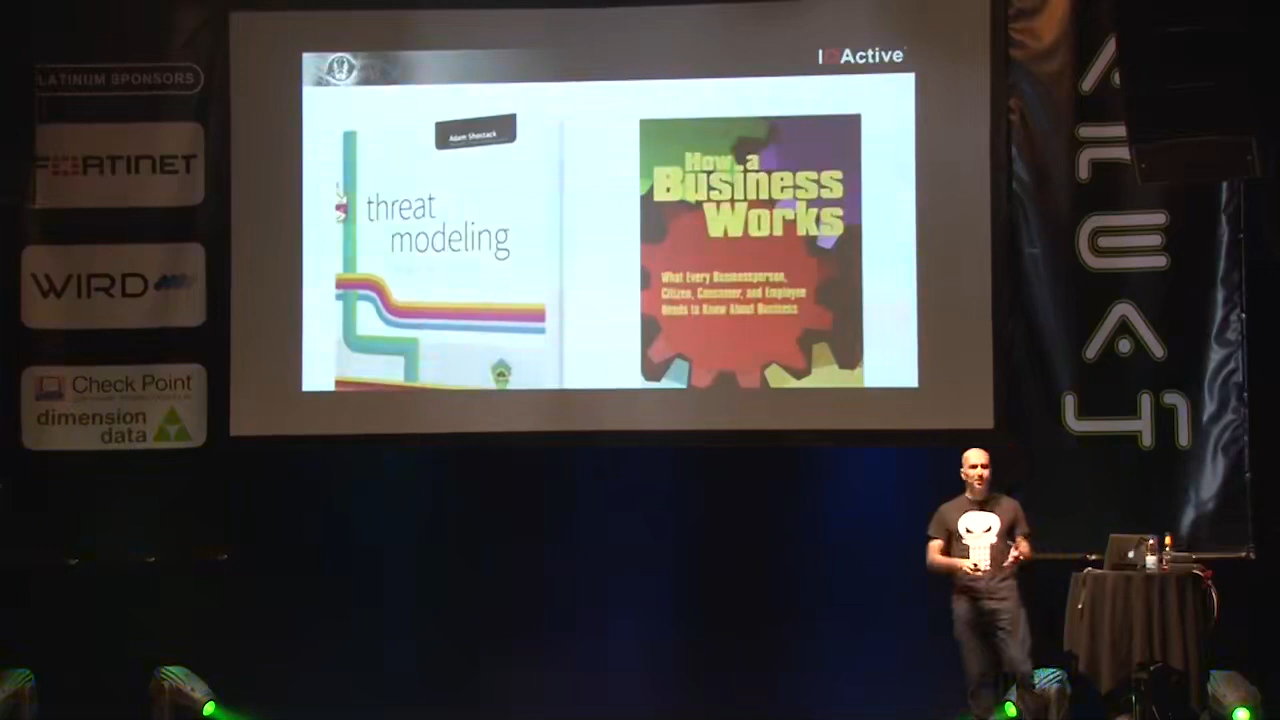 LATINUM SPONSORS
FORTINET
WIRD
Check Point
dimension
data
IOActive
Adam Shostack
threat
modeling
How a
Business
Works
What Every Businessperson,
Citizen, Consumer, and Employee
Needs to Know About Business
AREA41